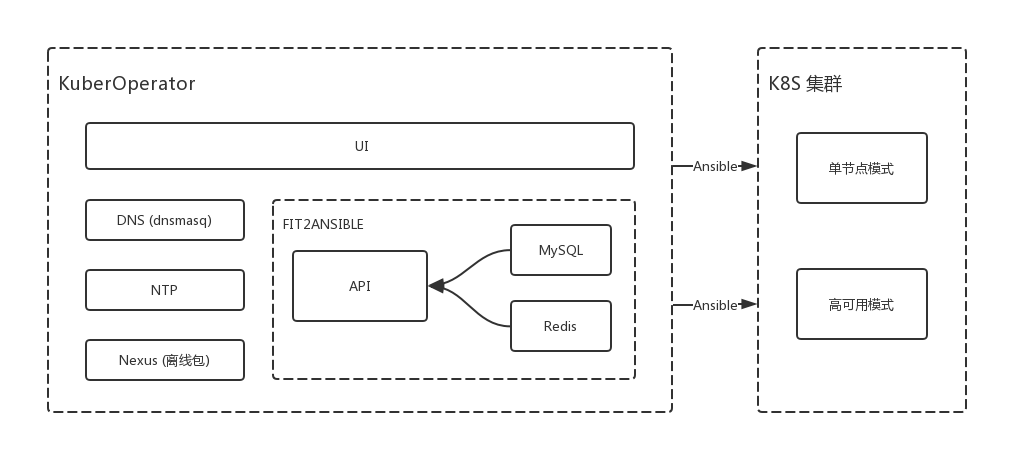 KuberOperator
UI
DNS (dnsmasq)
NTP
Nexus (离线包)
FIT2ANSIBLE
API
MySQL
Redis
Ansible
Ansible
K8S 集群
单节点模式
高可用模式